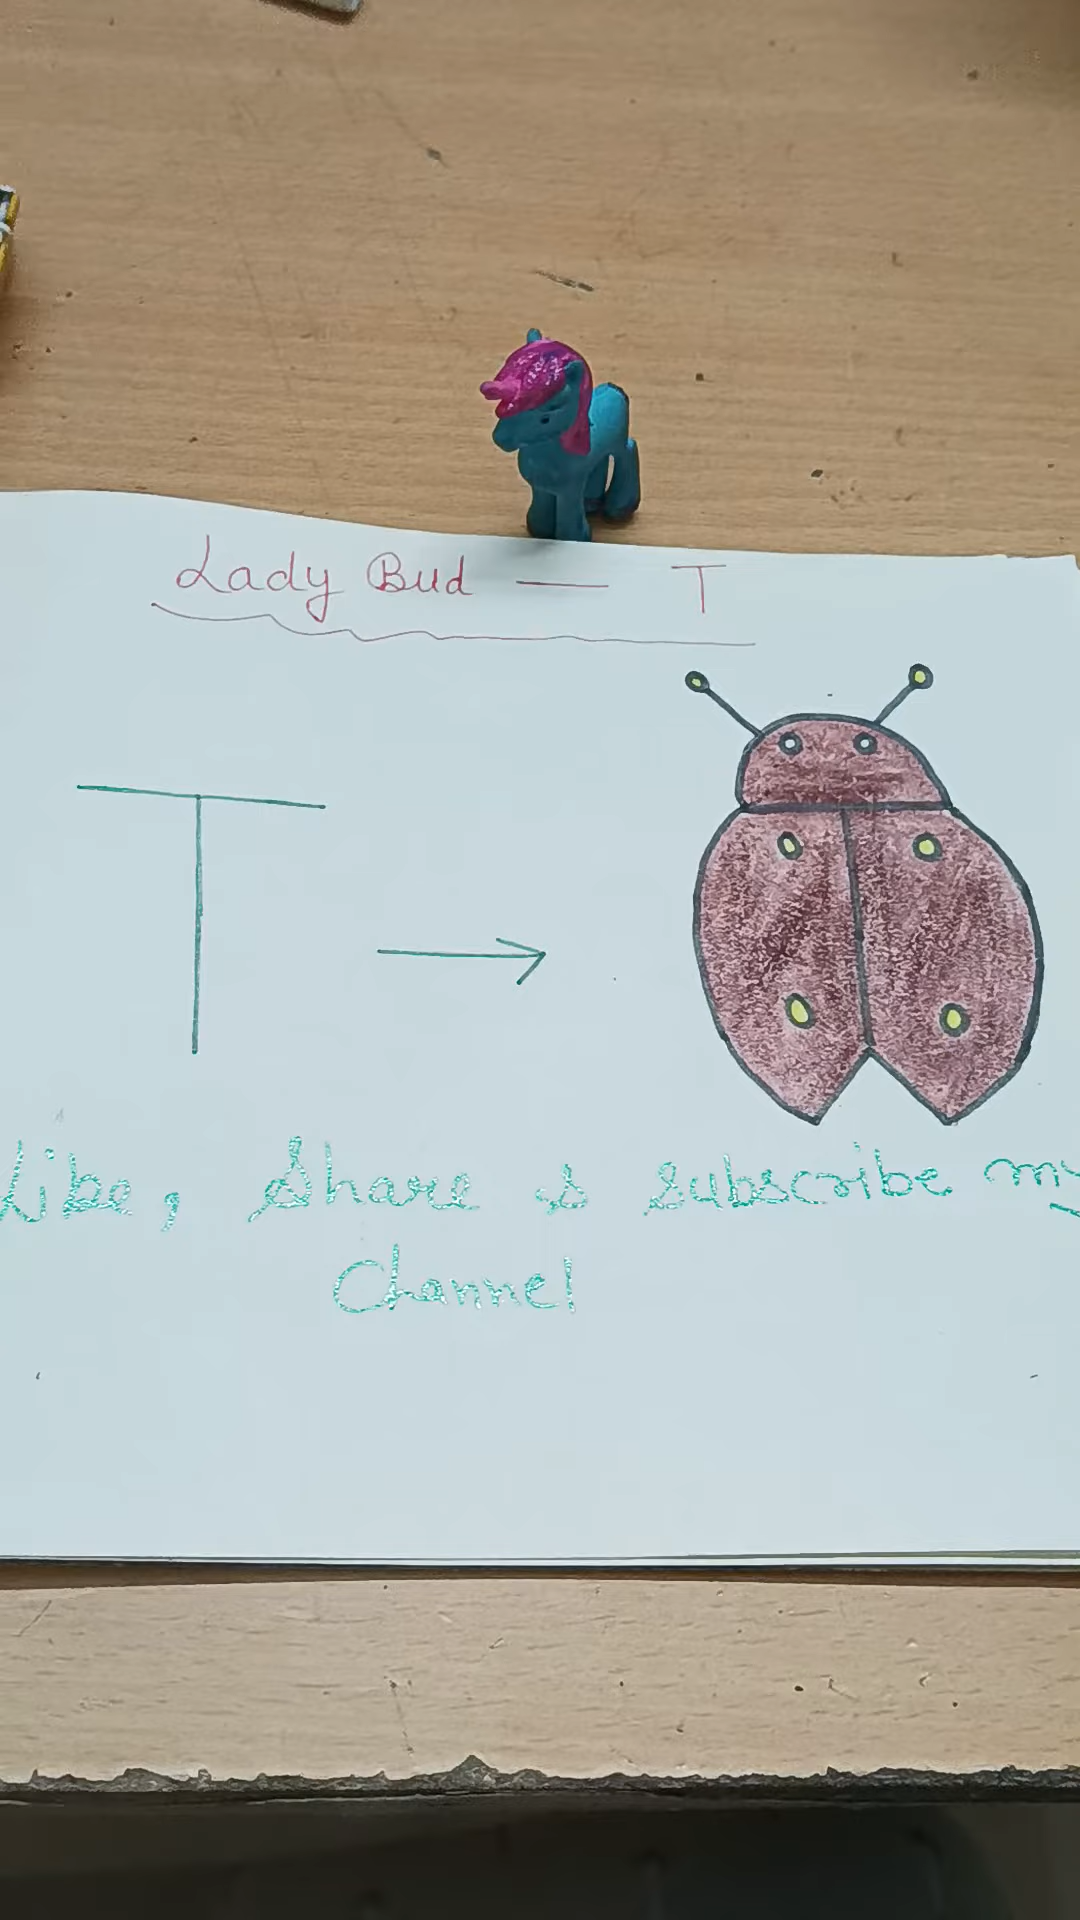 Lady Bud — T
T →
Like, Share & subscribe my
Channel